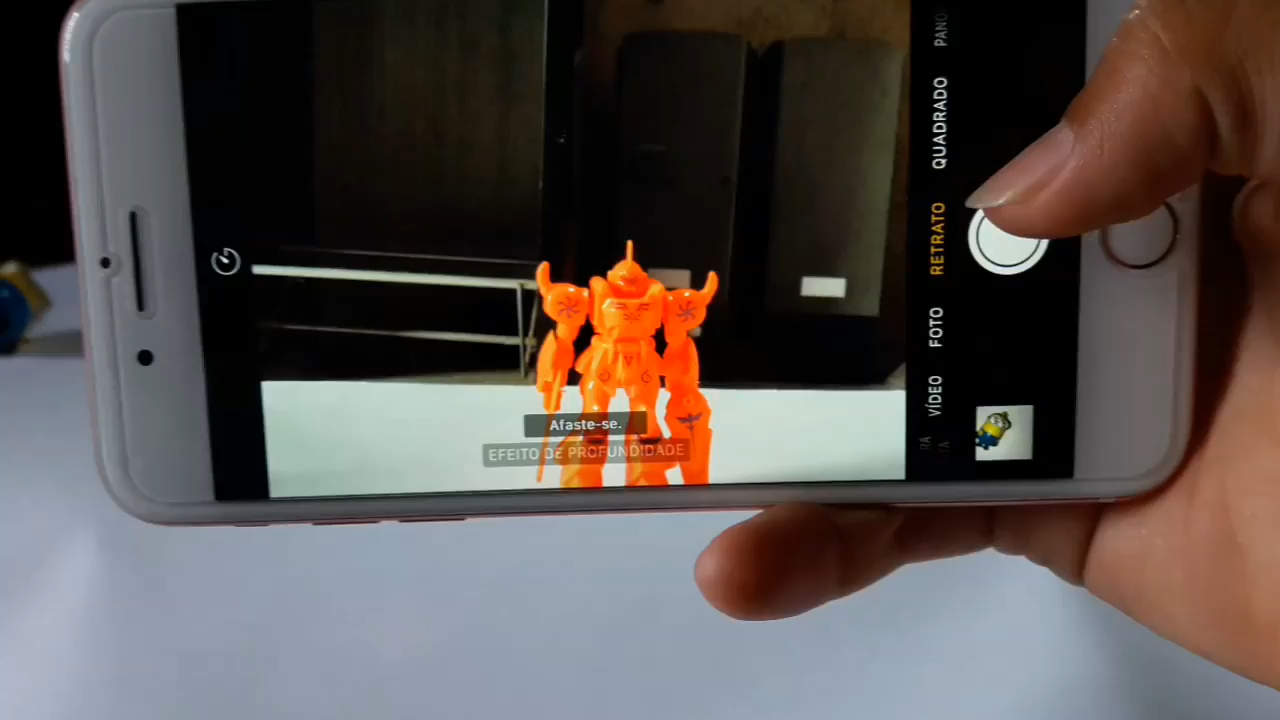 PANO
QUADRADO
RETRATO
FOTO
VÍDEO
Afaste-se.
EFEITO DE PROFUNDIDADE